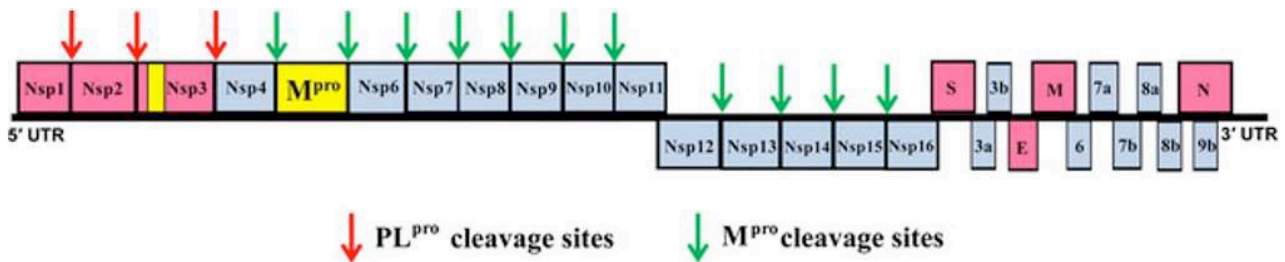 Nsp1 Nsp2 Nsp3 Nsp4 Mᵖʳᵒ Nsp6 Nsp7 Nsp8 Nsp9 Nsp10 Nsp11 S 3b M 7a 8a N
5′ UTR 3′ UTR
Nsp12 Nsp13 Nsp14 Nsp15 Nsp16 3a E 6 7b 8b 9b
PLᵖʳᵒ cleavage sites Mᵖʳᵒ cleavage sites